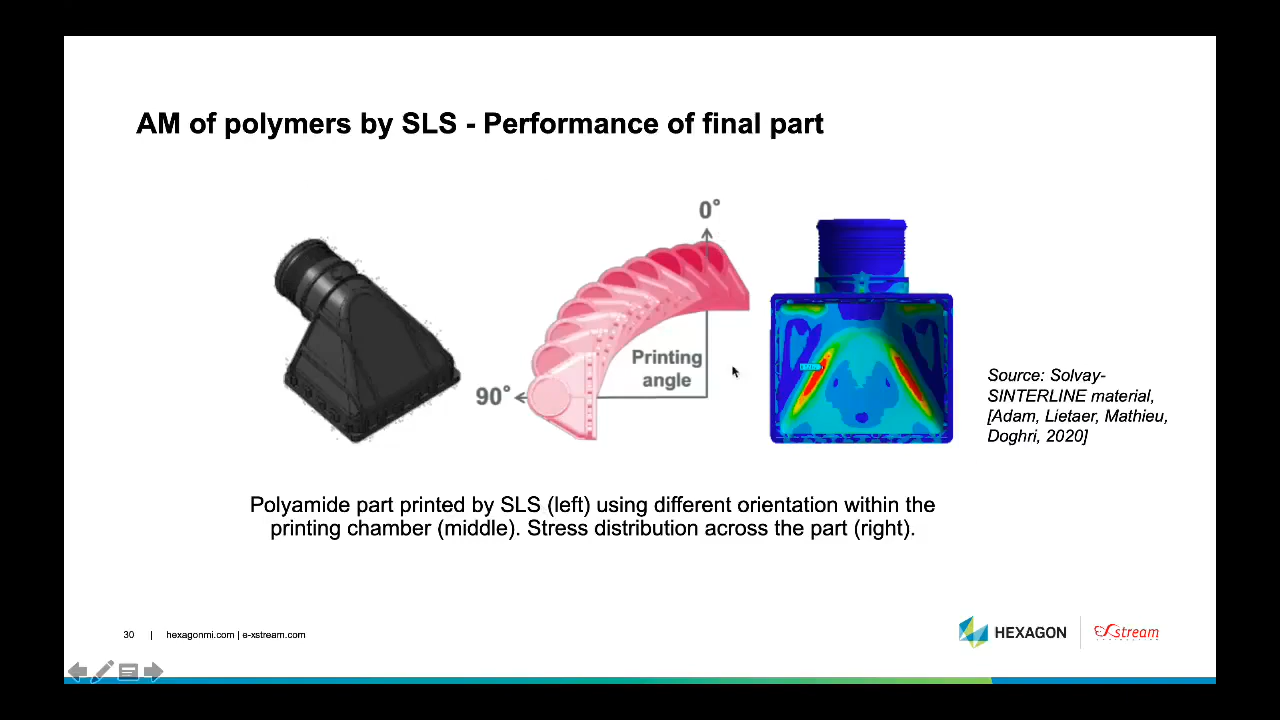 AM of polymers by SLS - Performance of final part
0°
Printing
angle
90°
Source: Solvay-
SINTERLINE material,
[Adam, Lietaer, Mathieu,
Doghri, 2020]
Polyamide part printed by SLS (left) using different orientation within the
printing chamber (middle). Stress distribution across the part (right).
30 | hexagonmi.com | e-xstream.com
HEXAGON
stream